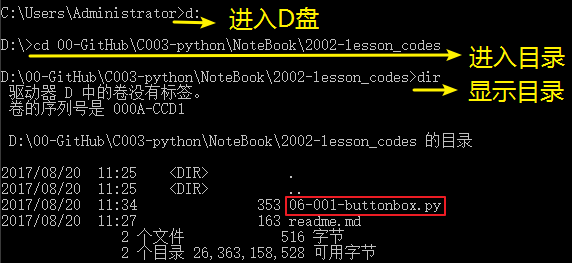 C:\Users\Administrator>d:
进入D盘
D:\>cd 00-GitHub\C003-python\NoteBook\2002-lesson_codes
进入目录
D:\00-GitHub\C003-python\NoteBook\2002-lesson_codes>dir
显示目录
驱动器 D 中的卷没有标签。
卷的序列号是 000A-CCD1
D:\00-GitHub\C003-python\NoteBook\2002-lesson_codes 的目录
2017/08/20 11:25 <DIR> .
2017/08/20 11:25 <DIR> ..
2017/08/20 11:34 353 06-001-buttonbox.py
2017/08/20 11:27 163 readme.md
2 个文件 516 字节
2 个目录 26,363,158,528 可用字节